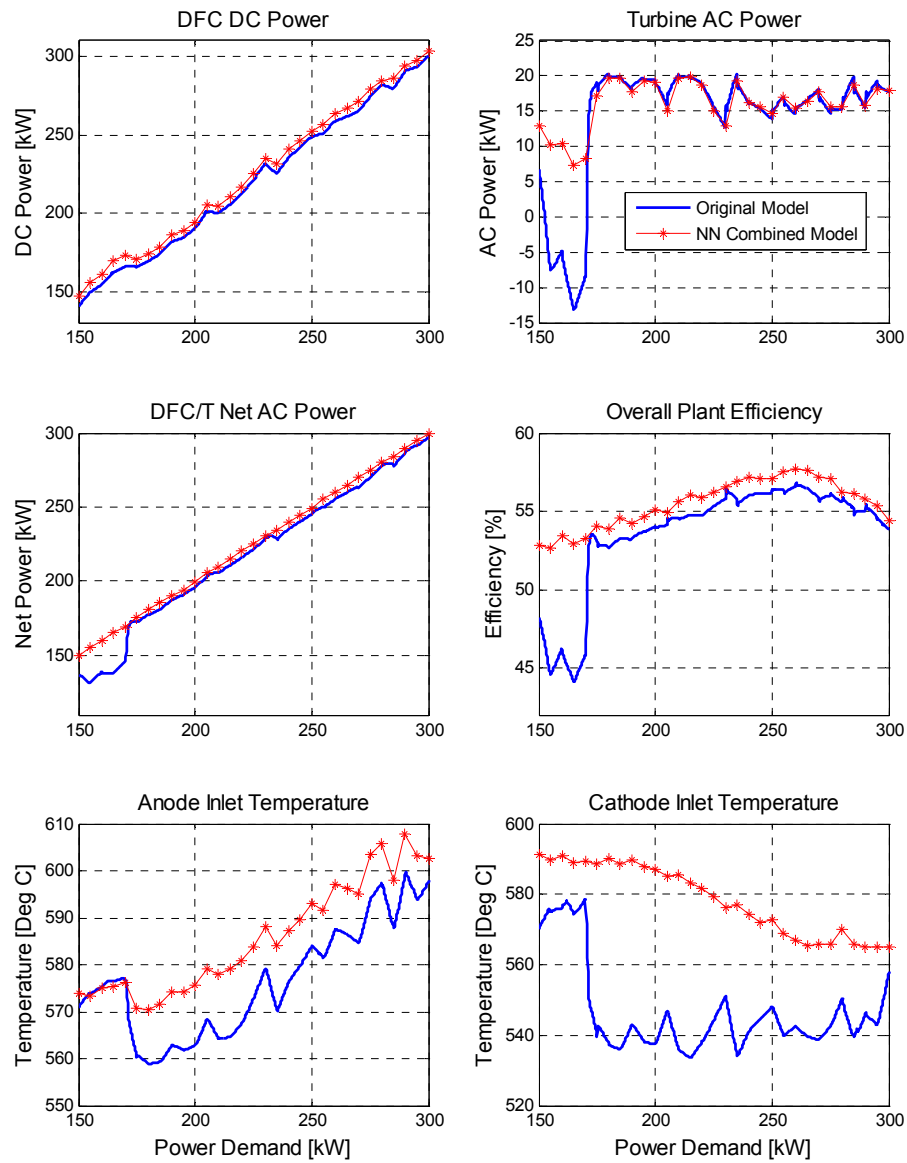 DFC DC Power
DC Power [kW]
300
250
200
150
150 200 250 300
Turbine AC Power
AC Power [kW]
25
20
15
10
5
0
-5
-10
-15
150 200 250 300
Original Model
NN Combined Model
DFC/T Net AC Power
Net Power [kW]
300
250
200
150
150 200 250 300
Overall Plant Efficiency
Efficiency [%]
60
55
50
45
150 200 250 300
Anode Inlet Temperature
Temperature [Deg C]
610
600
590
580
570
560
550
150 200 250 300
Power Demand [kW]
Cathode Inlet Temperature
Temperature [Deg C]
600
580
560
540
520
150 200 250 300
Power Demand [kW]